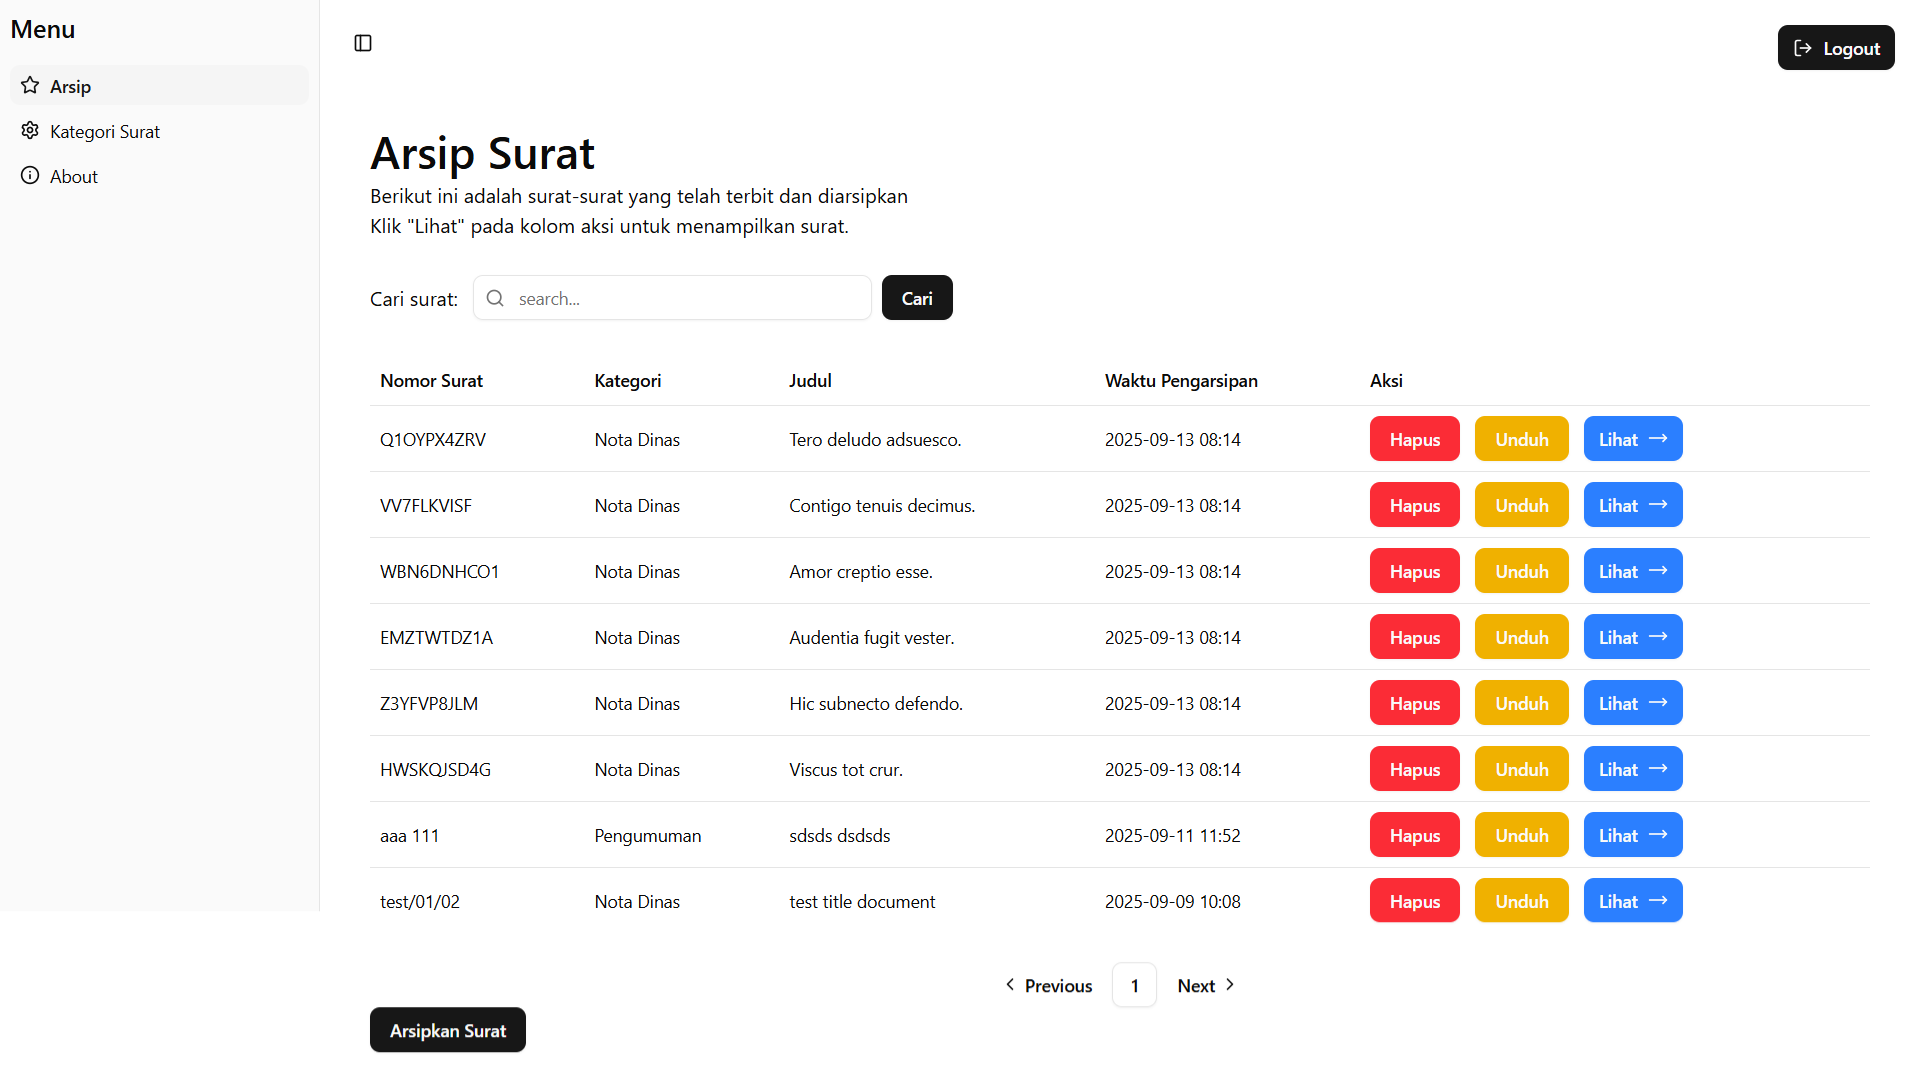 Menu
Arsip
Kategori Surat
About
Logout
Arsip Surat
Berikut ini adalah surat-surat yang telah terbit dan diarsipkan
Klik "Lihat" pada kolom aksi untuk menampilkan surat.
Cari surat: search... Cari
Nomor Surat Kategori Judul Waktu Pengarsipan Aksi
Q1OYPX4ZRV Nota Dinas Tero deludo adsuesco. 2025-09-13 08:14 Hapus Unduh Lihat
VV7FLKVISF Nota Dinas Contigo tenuis decimus. 2025-09-13 08:14 Hapus Unduh Lihat
WBN6DNHCO1 Nota Dinas Amor creptio esse. 2025-09-13 08:14 Hapus Unduh Lihat
EMZTWTDZ1A Nota Dinas Audentia fugit vester. 2025-09-13 08:14 Hapus Unduh Lihat
Z3YFVP8JLM Nota Dinas Hic subnecto defendo. 2025-09-13 08:14 Hapus Unduh Lihat
HWSKQJSD4G Nota Dinas Viscus tot crur. 2025-09-13 08:14 Hapus Unduh Lihat
aaa 111 Pengumuman sdsds dsdsds 2025-09-11 11:52 Hapus Unduh Lihat
test/01/02 Nota Dinas test title document 2025-09-09 10:08 Hapus Unduh Lihat
Previous 1 Next
Arsipkan Surat